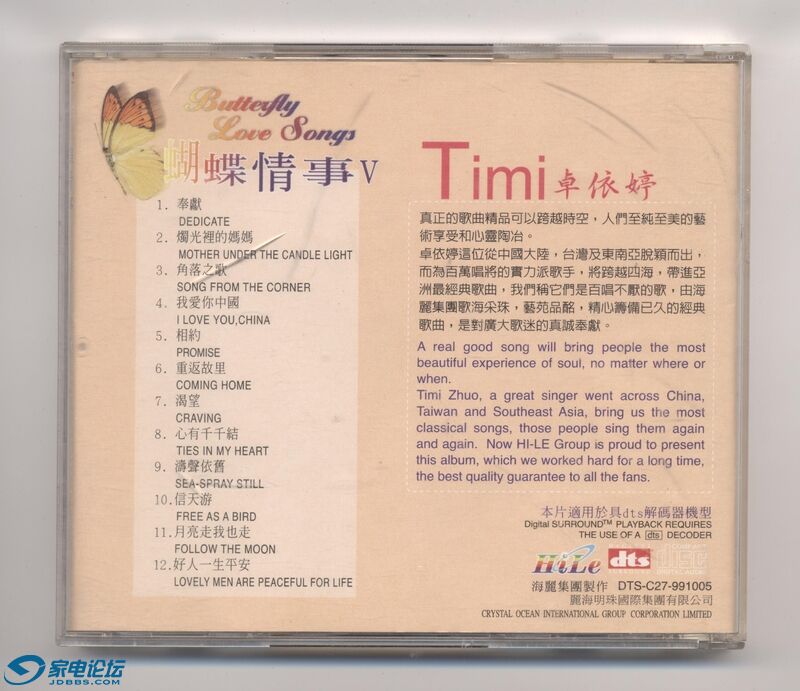 Butterfly
Love Songs
蝴蝶情事 V
1. 奉獻
DEDICATE
2. 燭光裡的媽媽
MOTHER UNDER THE CANDLE LIGHT
3. 角落之歌
SONG FROM THE CORNER
4. 我愛你中國
I LOVE YOU,CHINA
5. 相約
PROMISE
6. 重返故里
COMING HOME
7. 渴望
CRAVING
8. 心有千千結
TIES IN MY HEART
9. 濤聲依舊
SEA-SPRAY STILL
10.信天游
FREE AS A BIRD
11.月亮走我也走
FOLLOW THE MOON
12.好人一生平安
LOVELY MEN ARE PEACEFUL FOR LIFE
Timi 卓依婷
真正的歌曲精品可以跨越時空，人們至純至美的藝
術享受和心靈陶冶。
卓依婷這位從中國大陸，台灣及東南亞脫穎而出，
而為百萬唱將的實力派歌手，將跨越四海，帶進亞
洲最經典歌曲，我們稱它們是百唱不厭的歌，由海
麗集團歌海采珠，藝苑品酩，精心籌備已久的經典
歌曲，是對廣大歌迷的真誠奉獻。
A real good song will bring people the most
beautiful experience of soul, no matter where or
when.
Timi Zhuo, a great singer went across China,
Taiwan and Southeast Asia, bring us the most
classical songs, those people sing them again
and again. Now HI-LE Group is proud to present
this album, which we worked hard for a long time,
the best quality guarantee to all the fans.
本片適用於具dts解碼器機型
Digital SURROUND™ PLAYBACK REQUIRES
THE USE OF A dts DECODER
HiLe dts disc
海麗集團製作 DTS-C27-991005
麗海明珠國際集團有限公司
CRYSTAL OCEAN INTERNATIONAL GROUP CORPORATION LIMITED
家电论坛
JDBBS.COM